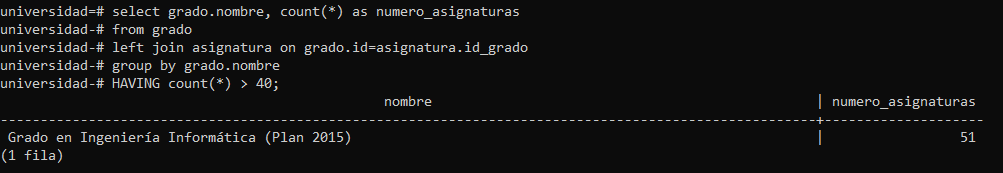 universidad=# select grado.nombre, count(*) as numero_asignaturas
universidad-# from grado
universidad-# left join asignatura on grado.id=asignatura.id_grado
universidad-# group by grado.nombre
universidad-# HAVING count(*) > 40;
nombre | numero_asignaturas
-------------------------------------------------------------------------------------------------------+--------------------
Grado en Ingeniería Informática (Plan 2015) | 51
(1 fila)